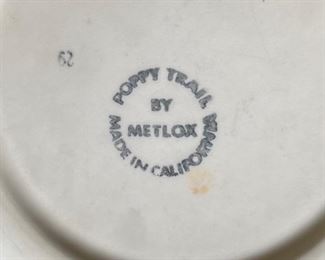 62
POPPY TRAIL
BY
METLOX
MADE IN CALIFORNIA